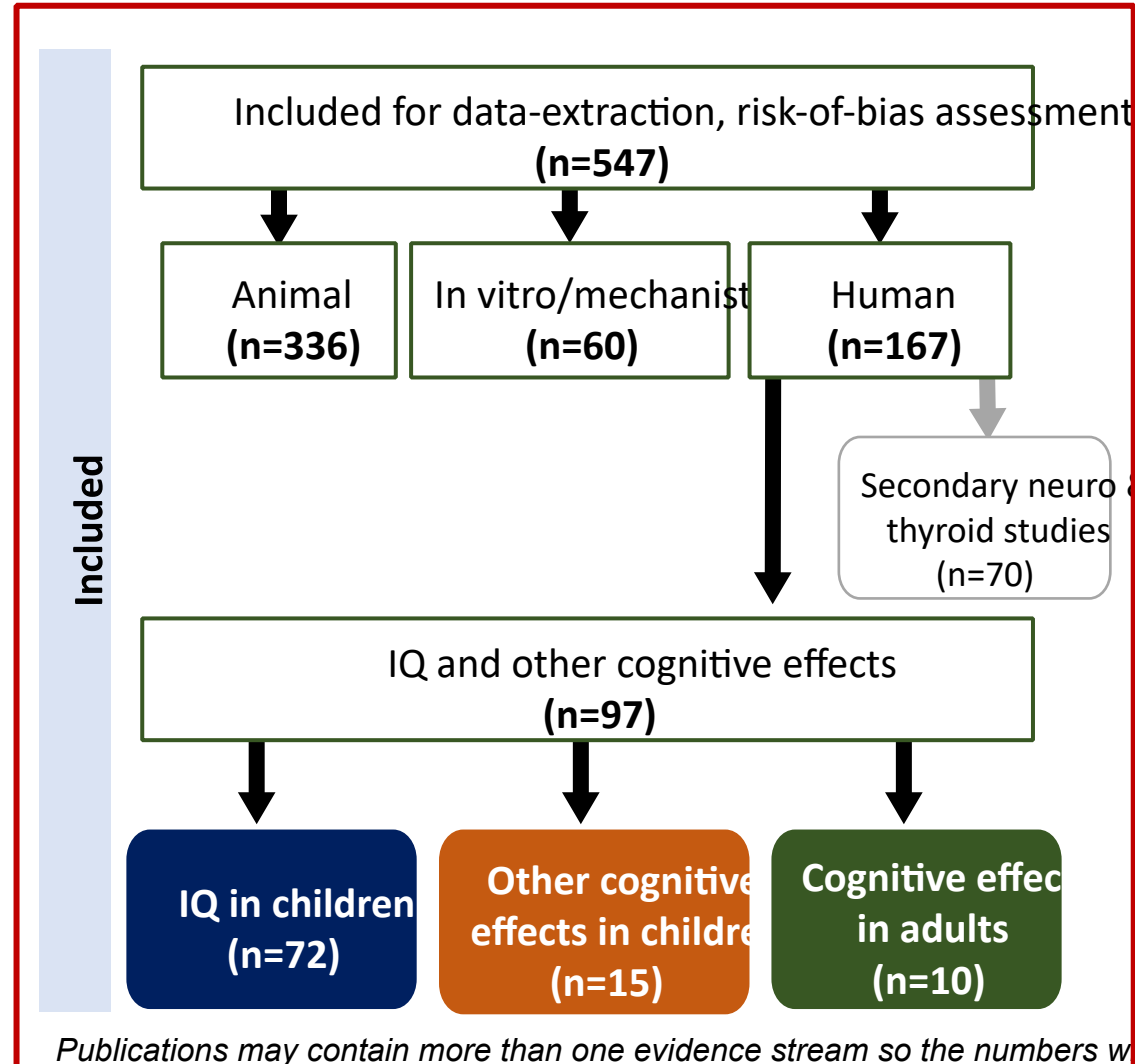 Included for data-extraction, risk-of-bias assessment
(n=547)
Animal
(n=336)
In vitro/mechanist
(n=60)
Human
(n=167)
Secondary neuro &
thyroid studies
(n=70)
Included
IQ and other cognitive effects
(n=97)
IQ in children
(n=72)
Other cognitive
effects in childre
(n=15)
Cognitive effec
in adults
(n=10)
Publications may contain more than one evidence stream so the numbers w